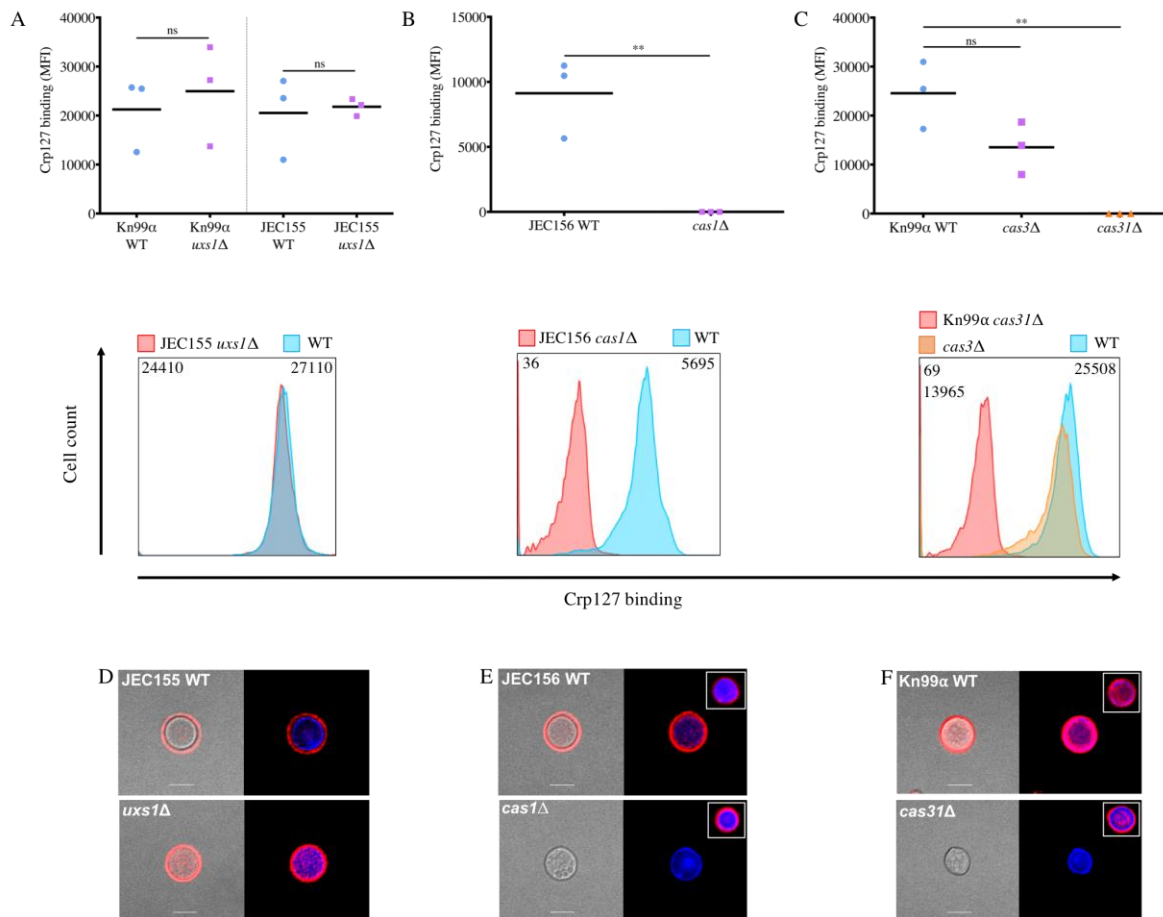 A
40000
30000
20000
10000
0
Crp127 binding (MFI)
ns
ns
Kn99α
WT
Kn99α
uxs1Δ
JEC155
WT
JEC155
uxs1Δ
B
15000
10000
5000
0
Crp127 binding (MFI)
**
JEC156 WT
cas1Δ
C
40000
30000
20000
10000
0
Crp127 binding (MFI)
**
ns
Kn99α WT
cas3Δ
cas31Δ
Cell count
JEC155 uxs1Δ WT
24410 27110
JEC156 cas1Δ WT
36 5695
Kn99α cas31Δ
cas3Δ WT
69 25508
13965
Crp127 binding
D
JEC155 WT
uxs1Δ
E
JEC156 WT
cas1Δ
F
Kn99α WT
cas31Δ